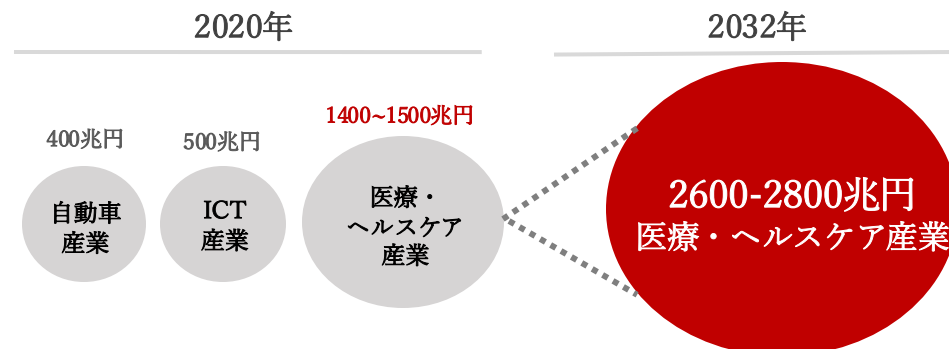 2020年
2032年
400兆円
500兆円
1400~1500兆円
自動車
産業
ICT
産業
医療・
ヘルスケア
産業
2600-2800兆円
医療・ヘルスケア産業